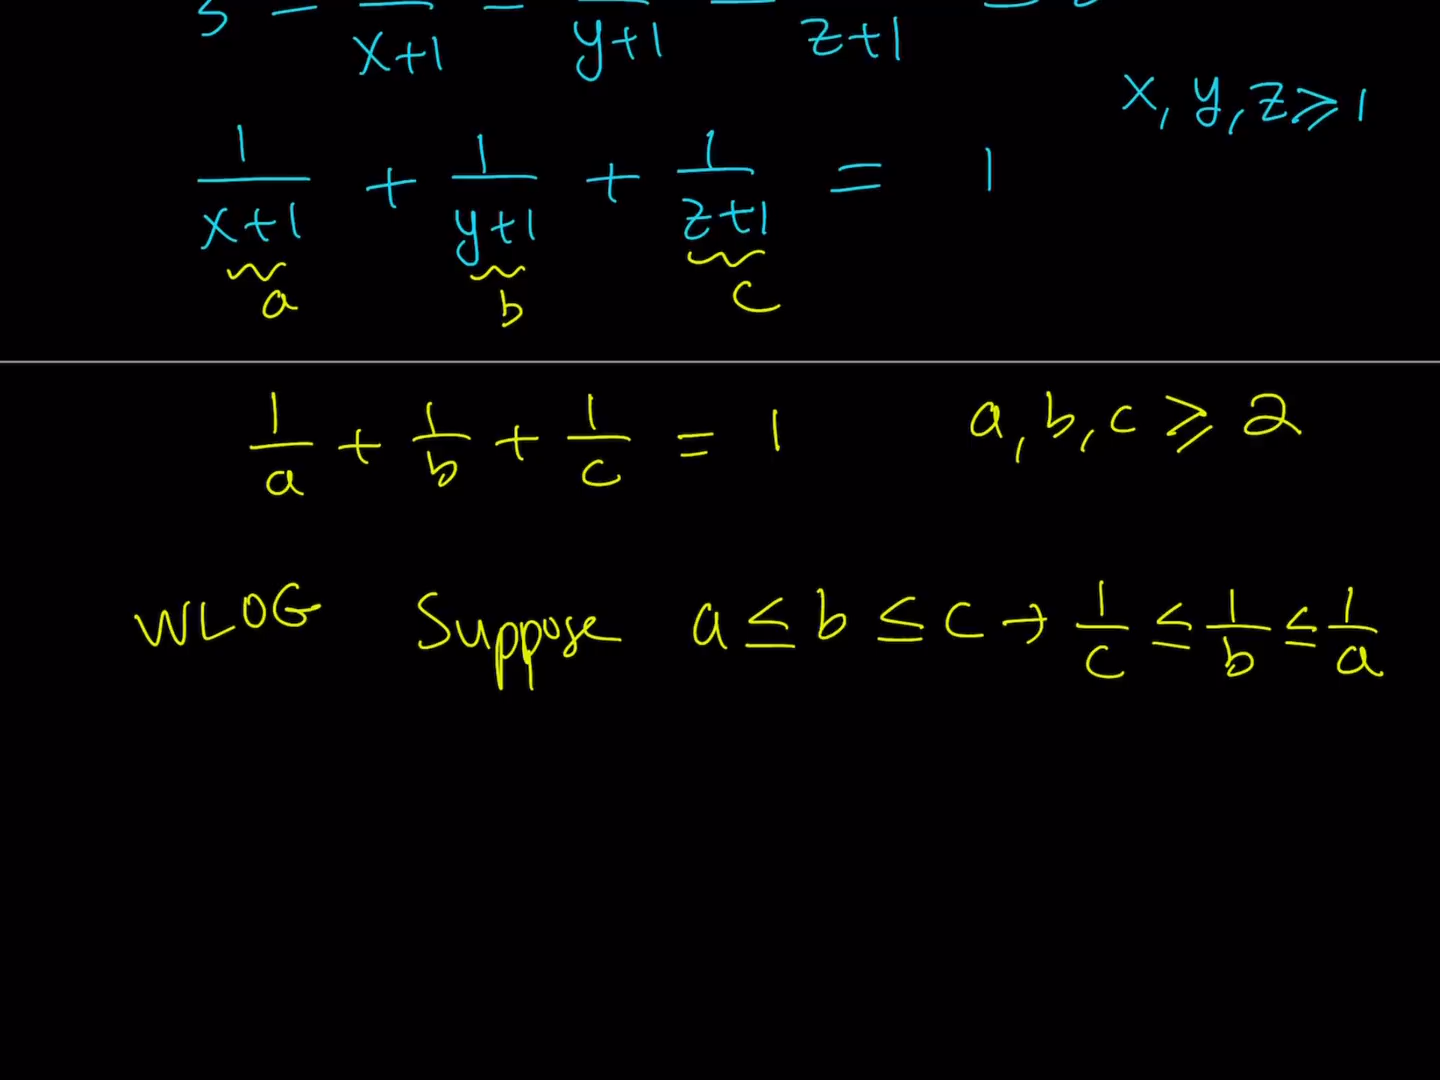 3 - x+1 - y+1 - z+1
x, y, z ≥ 1
1/(x+1) + 1/(y+1) + 1/(z+1) = 1
a b c
1/a + 1/b + 1/c = 1 a, b, c ≥ 2
WLOG Suppose a ≤ b ≤ c → 1/c ≤ 1/b ≤ 1/a